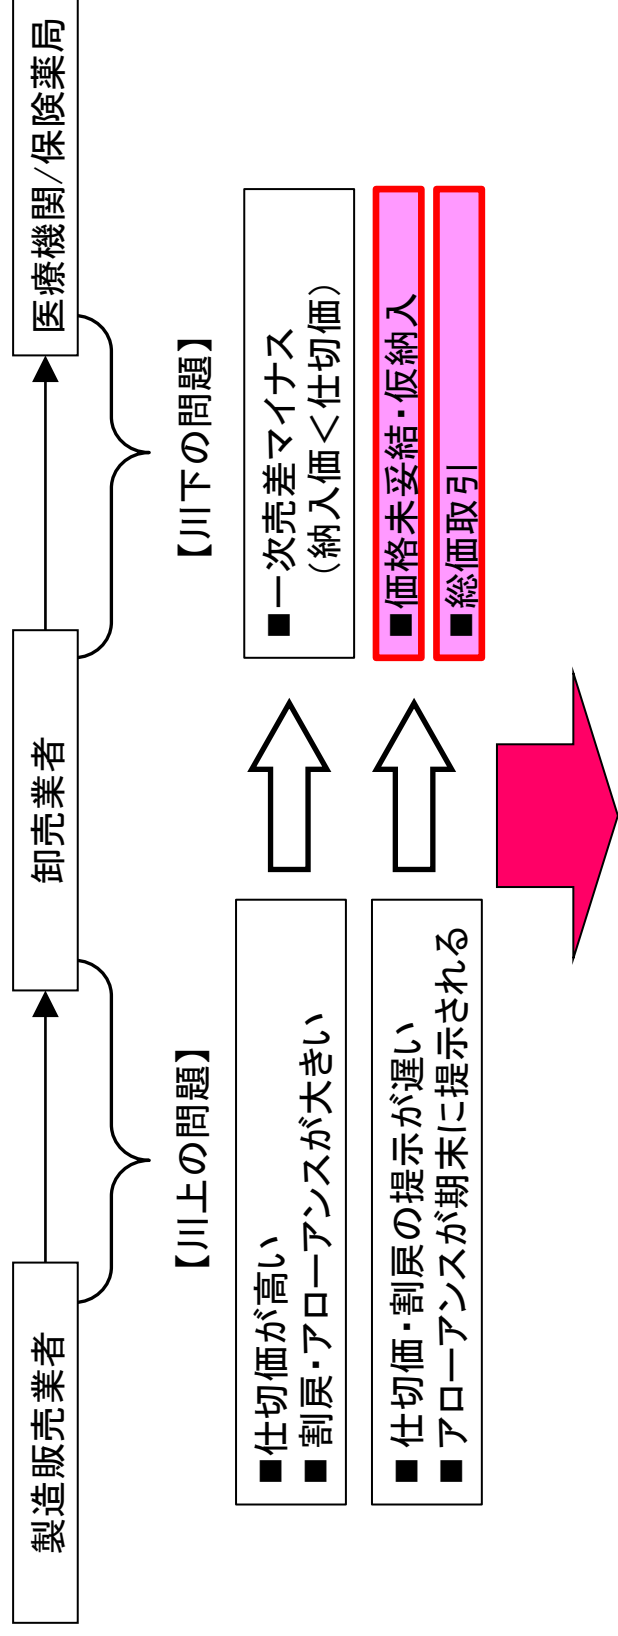 製造販売業者
卸売業者
医療機関/保険薬局
【川上の問題】
【川下の問題】
■仕切価が高い
■割戻・アローアンスが大きい
■一次売差マイナス
（納入価＜仕切価）
■仕切価・割戻の提示が遅い
■アローアンスが期末に提示される
■価格未妥結・仮納入
■総価取引